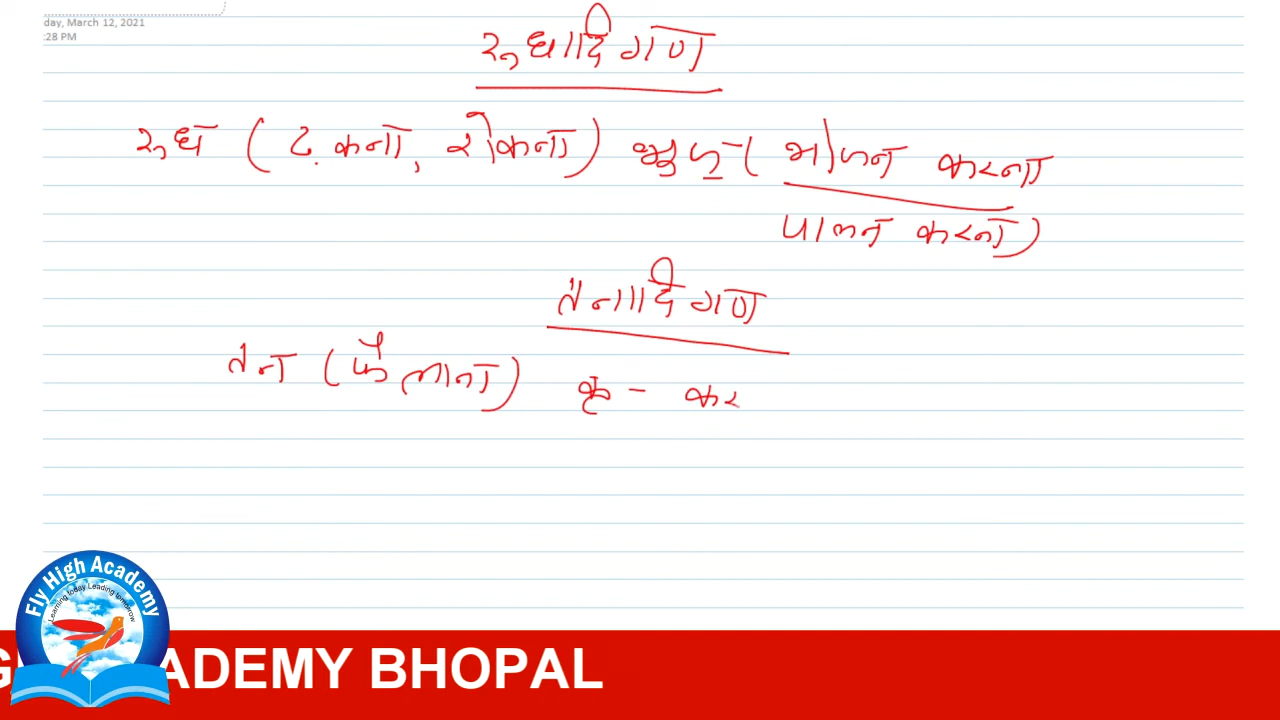 day, March 12, 2021
:28 PM
रुधादिगण
रुध ( ढकना, रोकना ) भुज् - ( भोजन करना
पालन करना )
तनादिगण
तन ( फैलाना ) कृ - कर
Fly High Academy
Learning today Leading tomorrow
ADEMY BHOPAL